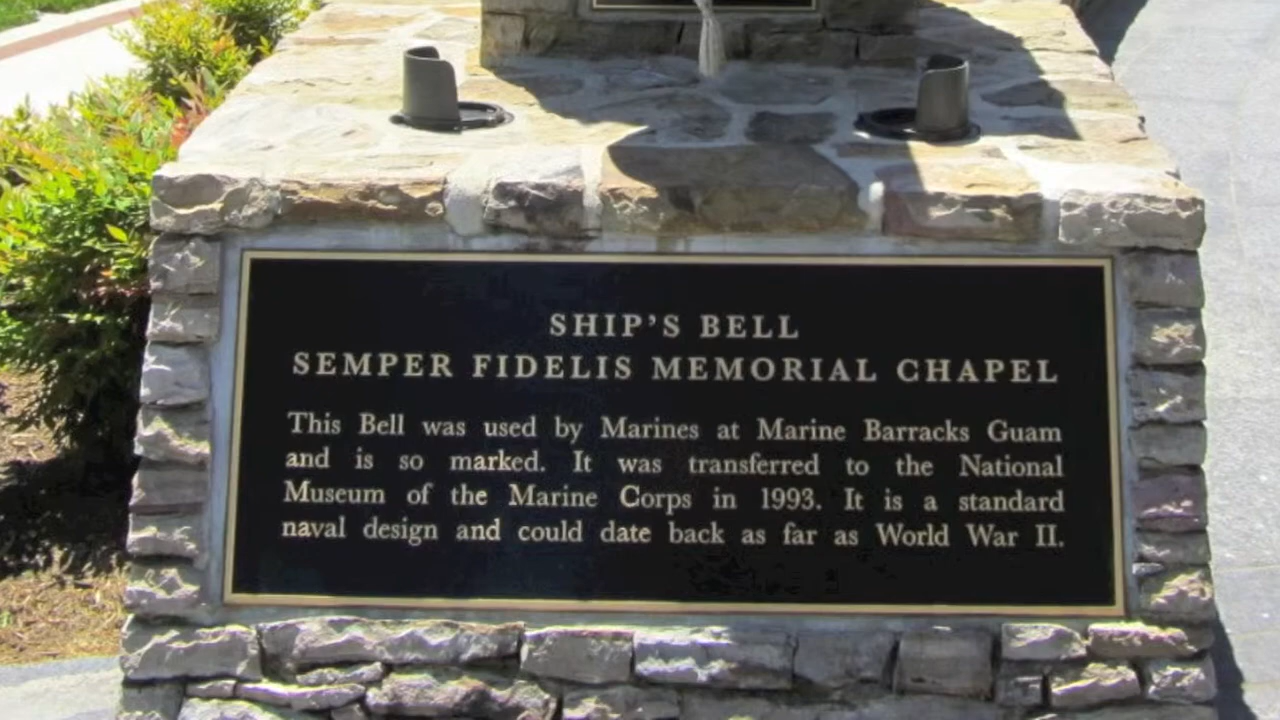 SHIP'S BELL
SEMPER FIDELIS MEMORIAL CHAPEL
This Bell was used by Marines at Marine Barracks Guam
and is so marked. It was transferred to the National
Museum of the Marine Corps in 1993. It is a standard
naval design and could date back as far as World War II.